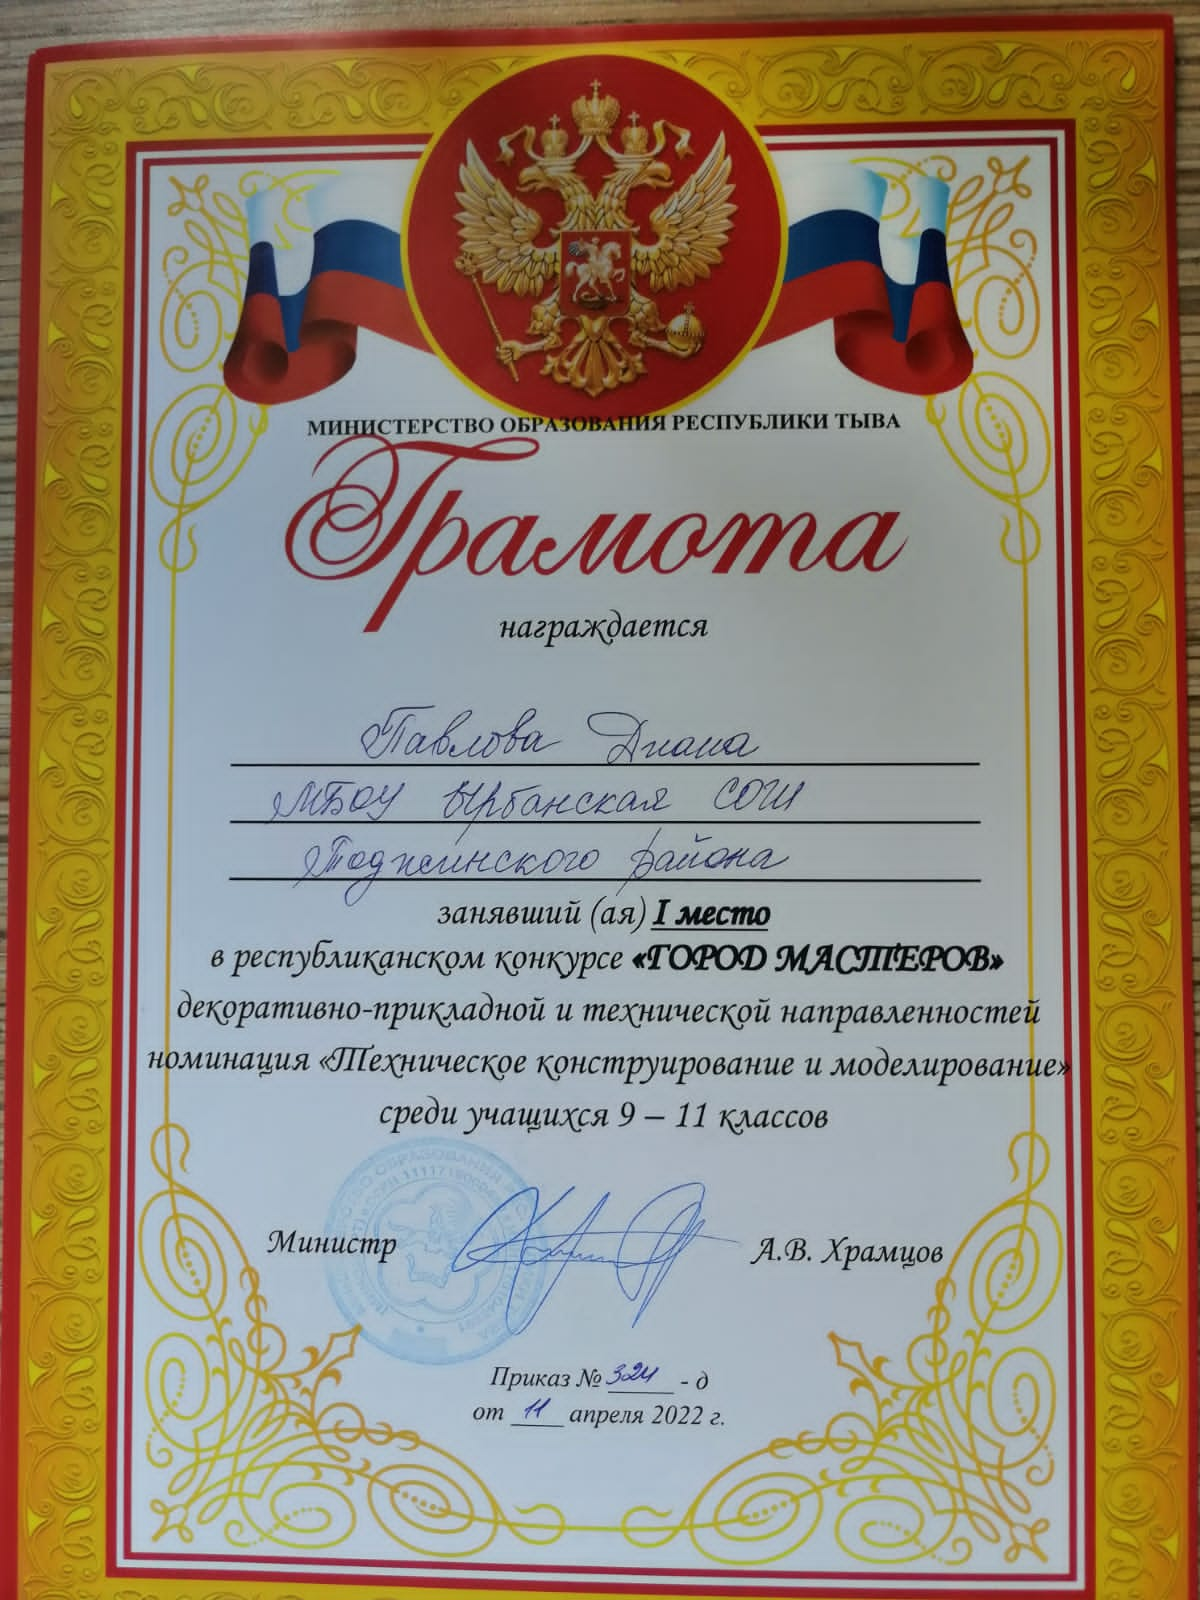 МИНИСТЕРСТВО ОБРАЗОВАНИЯ РЕСПУБЛИКИ ТЫВА
Грамота
награждается
Павлова Диана
МБОУ Ырбанская СОШ
Тоджинского района
занявший (ая) I место
в республиканском конкурсе «ГОРОД МАСТЕРОВ»
декоративно-прикладной и технической направленностей
номинация «Техническое конструирование и моделирование»
среди учащихся 9 – 11 классов
Министр А.В. Храмцов
Приказ № 324 - д
от 11 апреля 2022 г.